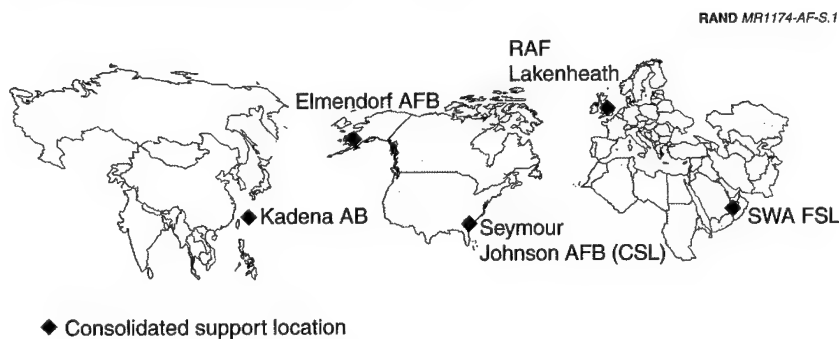 RAND MR1174-AF-S.1
RAF
Lakenheath
Elmendorf AFB
Kadena AB
SWA FSL
Seymour
Johnson AFB (CSL)
◆ Consolidated support location